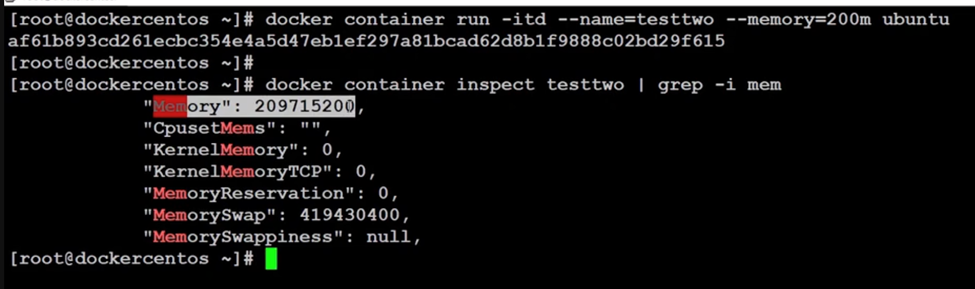 [root@dockercentos ~]# docker container run -itd --name=testtwo --memory=200m ubuntu
af61b893cd261ecbc354e4a5d47eb1ef297a81bcad62d8b1f9888c02bd29f615
[root@dockercentos ~]#
[root@dockercentos ~]# docker container inspect testtwo | grep -i mem
"Memory": 209715200,
"CpusetMems": "",
"KernelMemory": 0,
"KernelMemoryTCP": 0,
"MemoryReservation": 0,
"MemorySwap": 419430400,
"MemorySwappiness": null,
[root@dockercentos ~]#